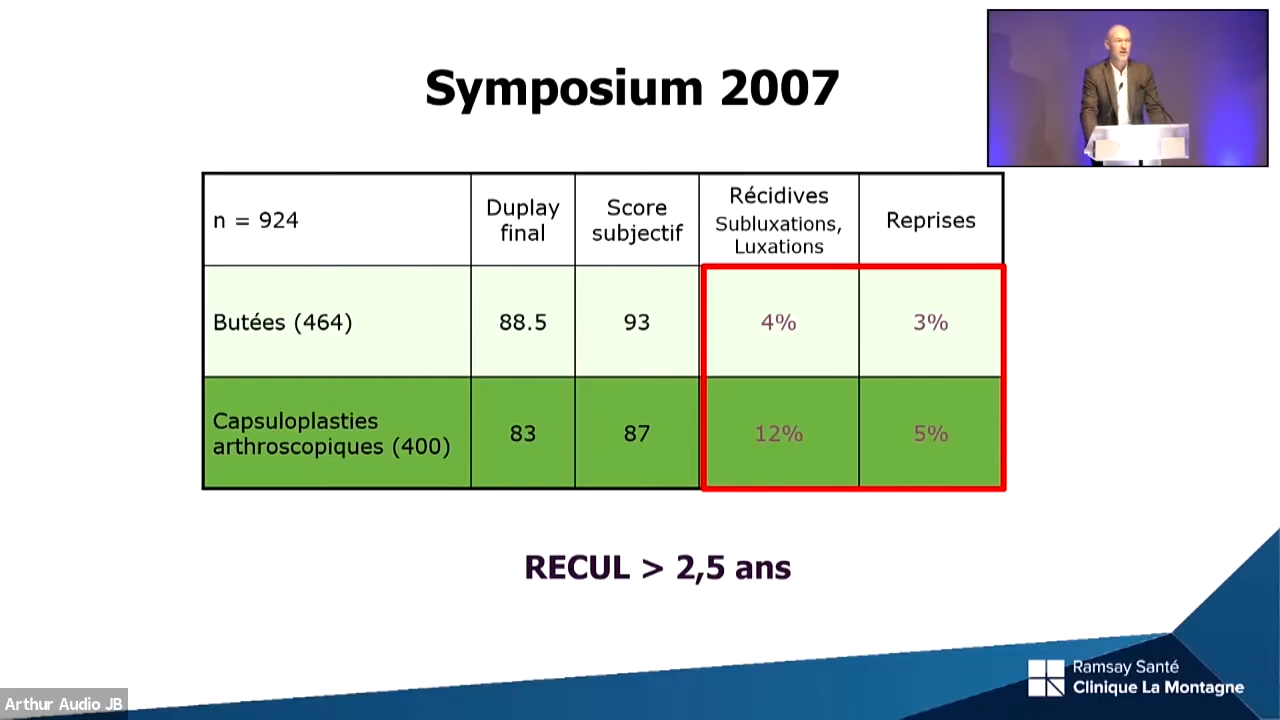 Symposium 2007
n = 924
Duplay
final
Score
subjectif
Récidives
Subluxations,
Luxations
Reprises
Butées (464)
88.5
93
4%
3%
Capsuloplasties
arthroscopiques (400)
83
87
12%
5%
RECUL > 2,5 ans
Ramsay Santé
Clinique La Montagne
Arthur Audio JB